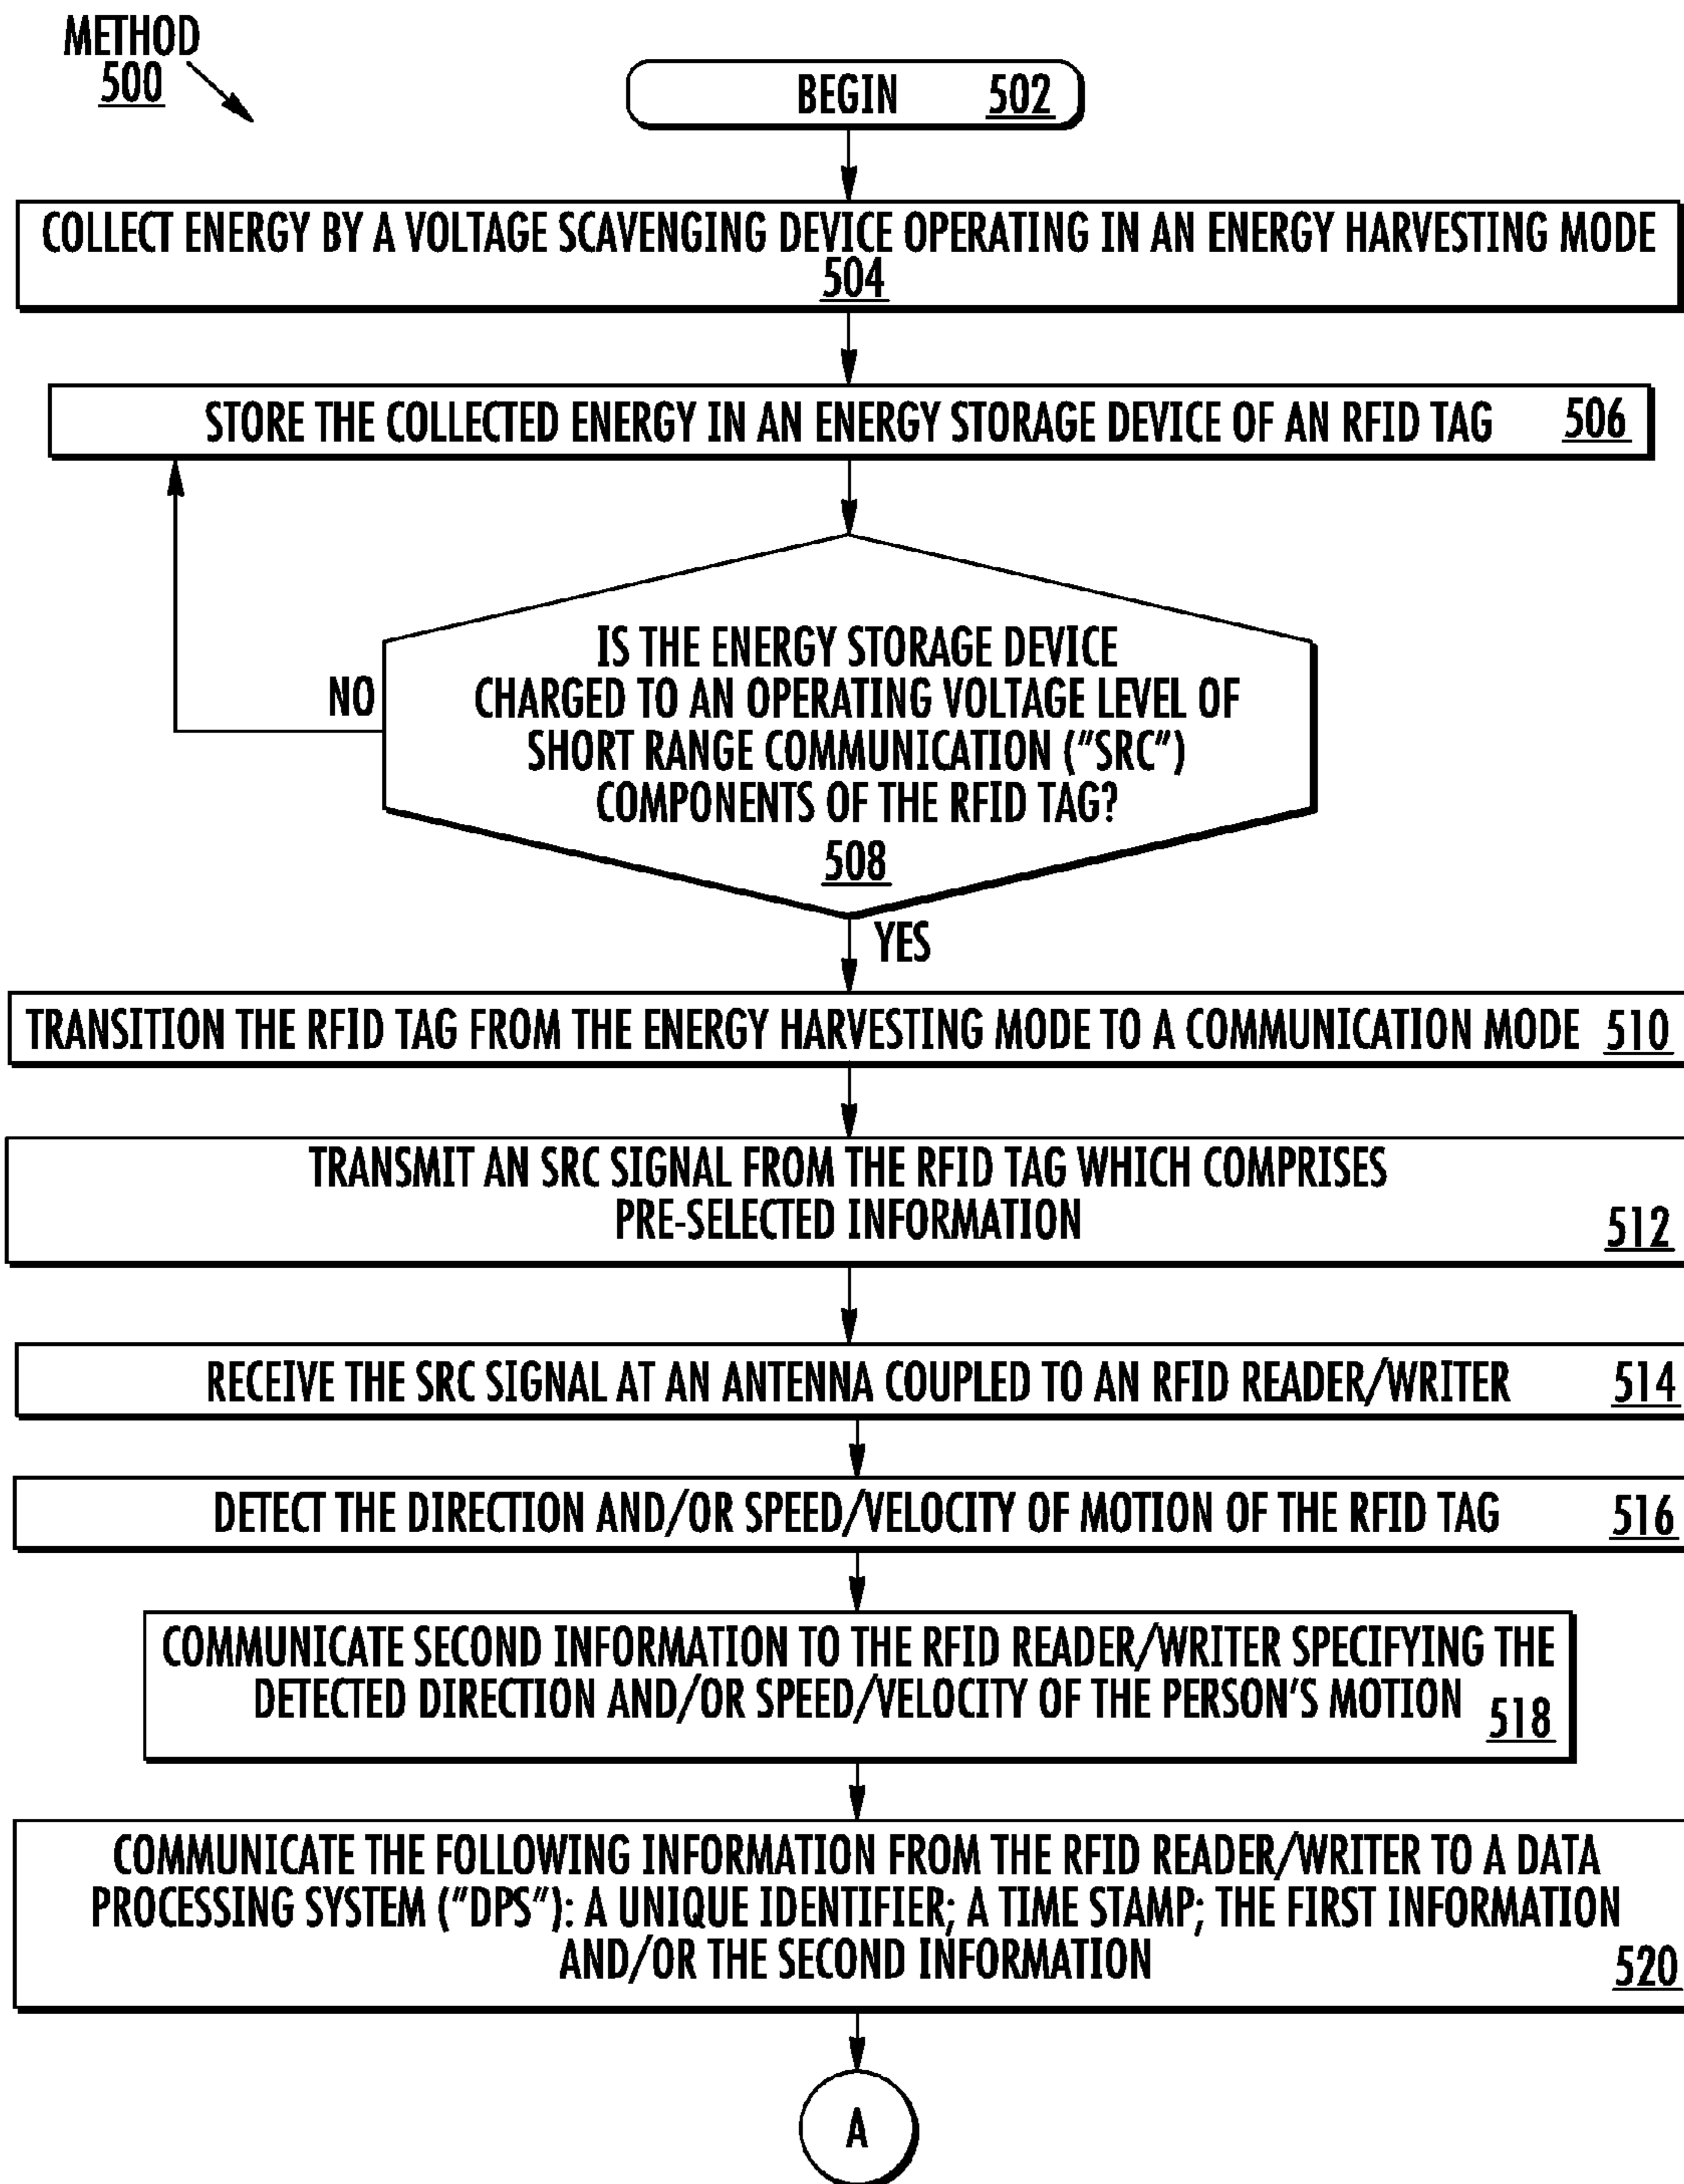 METHOD
500
BEGIN 502
COLLECT ENERGY BY A VOLTAGE SCAVENGING DEVICE OPERATING IN AN ENERGY HARVESTING MODE
504
STORE THE COLLECTED ENERGY IN AN ENERGY STORAGE DEVICE OF AN RFID TAG 506
IS THE ENERGY STORAGE DEVICE
CHARGED TO AN OPERATING VOLTAGE LEVEL OF
SHORT RANGE COMMUNICATION ("SRC")
COMPONENTS OF THE RFID TAG?
508
NO
YES
TRANSITION THE RFID TAG FROM THE ENERGY HARVESTING MODE TO A COMMUNICATION MODE 510
TRANSMIT AN SRC SIGNAL FROM THE RFID TAG WHICH COMPRISES
PRE-SELECTED INFORMATION 512
RECEIVE THE SRC SIGNAL AT AN ANTENNA COUPLED TO AN RFID READER/WRITER 514
DETECT THE DIRECTION AND/OR SPEED/VELOCITY OF MOTION OF THE RFID TAG 516
COMMUNICATE SECOND INFORMATION TO THE RFID READER/WRITER SPECIFYING THE
DETECTED DIRECTION AND/OR SPEED/VELOCITY OF THE PERSON'S MOTION 518
COMMUNICATE THE FOLLOWING INFORMATION FROM THE RFID READER/WRITER TO A DATA
PROCESSING SYSTEM ("DPS"): A UNIQUE IDENTIFIER; A TIME STAMP; THE FIRST INFORMATION
AND/OR THE SECOND INFORMATION 520
A